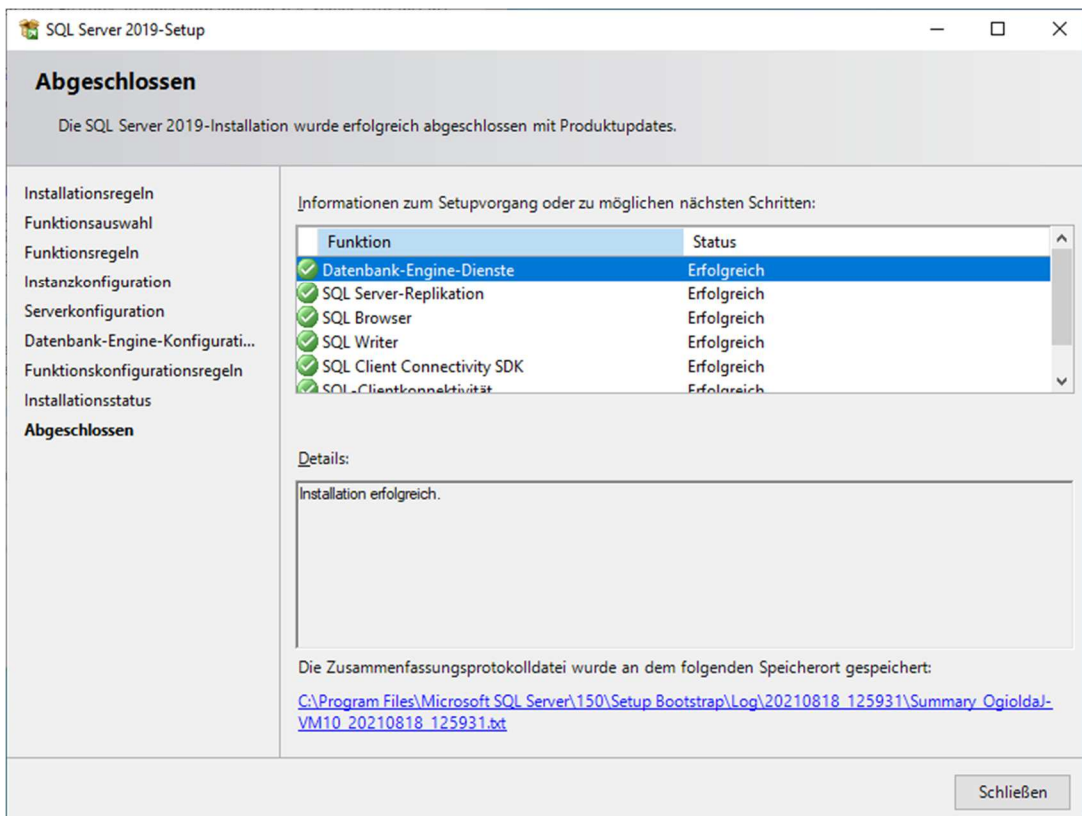 SQL Server 2019-Setup
Abgeschlossen
Die SQL Server 2019-Installation wurde erfolgreich abgeschlossen mit Produktupdates.
Installationsregeln
Funktionsauswahl
Funktionsregeln
Instanzkonfiguration
Serverkonfiguration
Datenbank-Engine-Konfigurati...
Funktionskonfigurationsregeln
Installationsstatus
Abgeschlossen
Informationen zum Setupvorgang oder zu möglichen nächsten Schritten:
Funktion Status
Datenbank-Engine-Dienste Erfolgreich
SQL Server-Replikation Erfolgreich
SQL Browser Erfolgreich
SQL Writer Erfolgreich
SQL Client Connectivity SDK Erfolgreich
SQL-Clientkonnektivität Erfolgreich
Details:
Installation erfolgreich.
Die Zusammenfassungsprotokolldatei wurde an dem folgenden Speicherort gespeichert:
C:\Program Files\Microsoft SQL Server\150\Setup Bootstrap\Log\20210818_125931\Summary_OgioldaJ-
VM10_20210818_125931.txt
Schließen